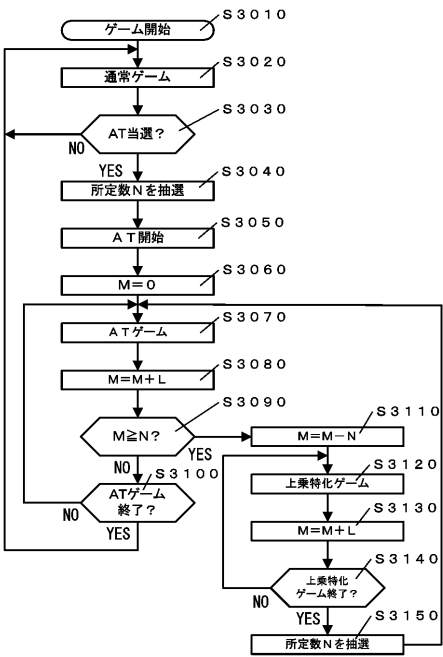 ゲーム開始
S3010
通常ゲーム
S3020
AT当選?
S3030
NO
YES
所定数Nを抽選
S3040
AT開始
S3050
M=0
S3060
ATゲーム
S3070
M=M+L
S3080
M≧N?
S3090
YES
NO
ATゲーム
終了?
S3100
NO
YES
M=M-N
S3110
上乗特化ゲーム
S3120
M=M+L
S3130
上乗特化
ゲーム終了?
S3140
NO
YES
所定数Nを抽選
S3150